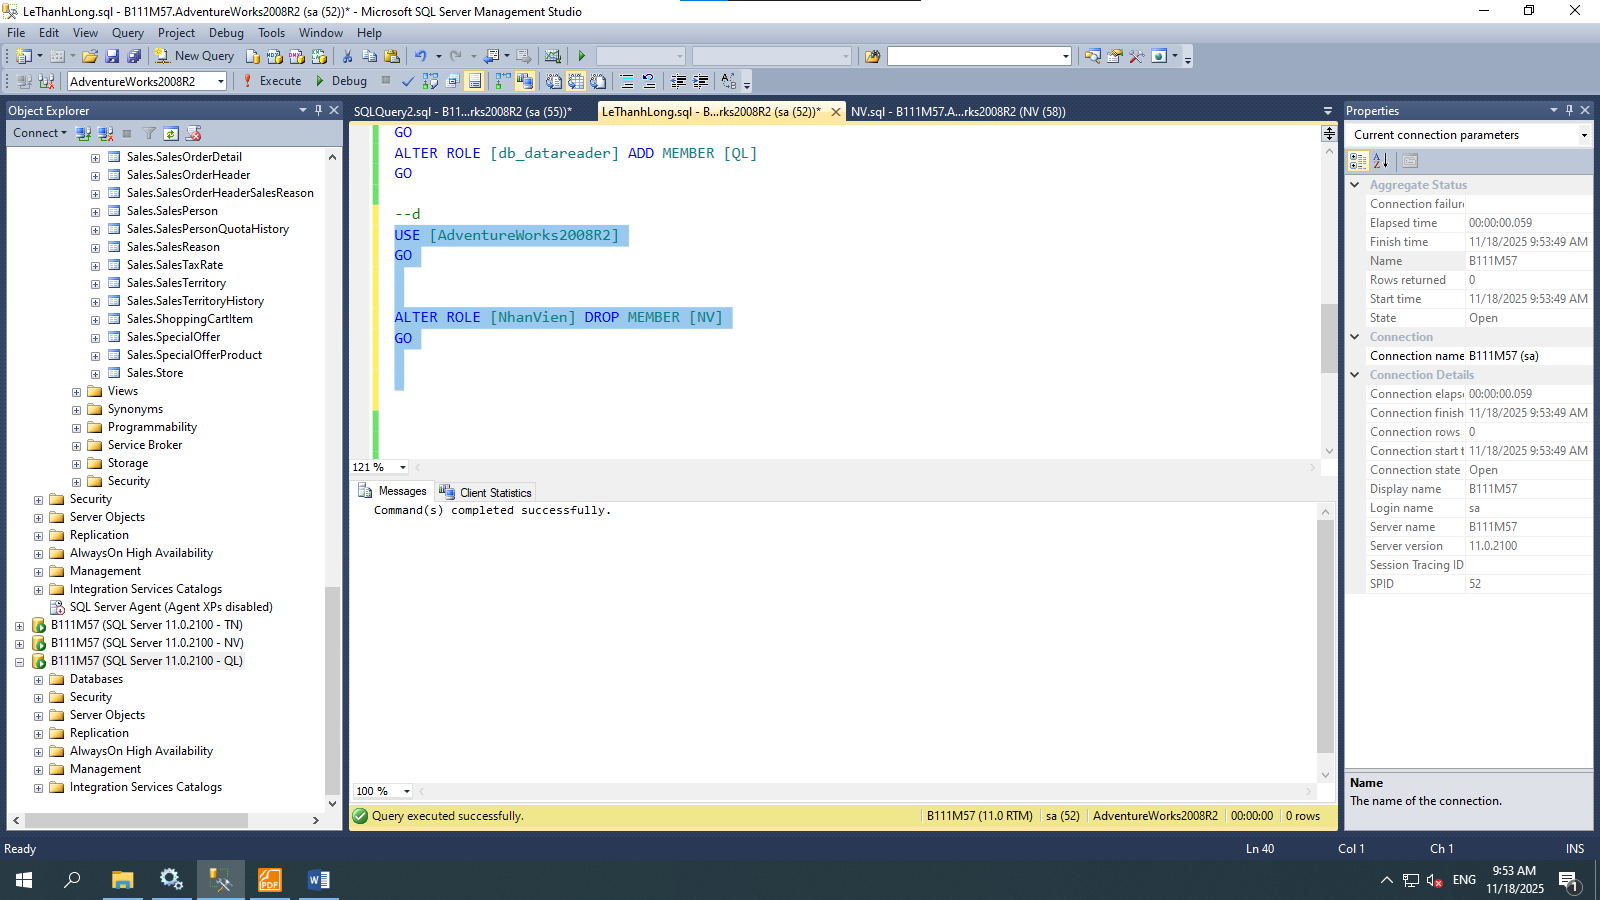 LeThanhLong.sql - B111M57.AdventureWorks2008R2 (sa (52))* - Microsoft SQL Server Management Studio
File Edit View Query Project Debug Tools Window Help
New Query
AdventureWorks2008R2 Execute Debug
Object Explorer
Connect
Sales.SalesOrderDetail
Sales.SalesOrderHeader
Sales.SalesOrderHeaderSalesReason
Sales.SalesPerson
Sales.SalesPersonQuotaHistory
Sales.SalesReason
Sales.SalesTaxRate
Sales.SalesTerritory
Sales.SalesTerritoryHistory
Sales.ShoppingCartItem
Sales.SpecialOffer
Sales.SpecialOfferProduct
Sales.Store
Views
Synonyms
Programmability
Service Broker
Storage
Security
Security
Server Objects
Replication
AlwaysOn High Availability
Management
Integration Services Catalogs
SQL Server Agent (Agent XPs disabled)
B111M57 (SQL Server 11.0.2100 - TN)
B111M57 (SQL Server 11.0.2100 - NV)
B111M57 (SQL Server 11.0.2100 - QL)
Databases
Security
Server Objects
Replication
AlwaysOn High Availability
Management
Integration Services Catalogs
SQLQuery2.sql - B11...rks2008R2 (sa (55))* LeThanhLong.sql - B...rks2008R2 (sa (52))* NV.sql - B111M57.A...rks2008R2 (NV (58))
GO
ALTER ROLE [db_datareader] ADD MEMBER [QL]
GO
--d
USE [AdventureWorks2008R2]
GO
ALTER ROLE [NhanVien] DROP MEMBER [NV]
GO
121 %
Messages Client Statistics
Command(s) completed successfully.
100 %
Query executed successfully. B111M57 (11.0 RTM) sa (52) AdventureWorks2008R2 00:00:00 0 rows
Properties
Current connection parameters
Aggregate Status
Connection failure
Elapsed time 00:00:00.059
Finish time 11/18/2025 9:53:49 AM
Name B111M57
Rows returned 0
Start time 11/18/2025 9:53:49 AM
State Open
Connection
Connection name B111M57 (sa)
Connection Details
Connection elapse 00:00:00.059
Connection finish 11/18/2025 9:53:49 AM
Connection rows 0
Connection start t 11/18/2025 9:53:49 AM
Connection state Open
Display name B111M57
Login name sa
Server name B111M57
Server version 11.0.2100
Session Tracing ID
SPID 52
Name
The name of the connection.
Ready Ln 40 Col 1 Ch 1 INS
PDF
ENG
9:53 AM
11/18/2025
1